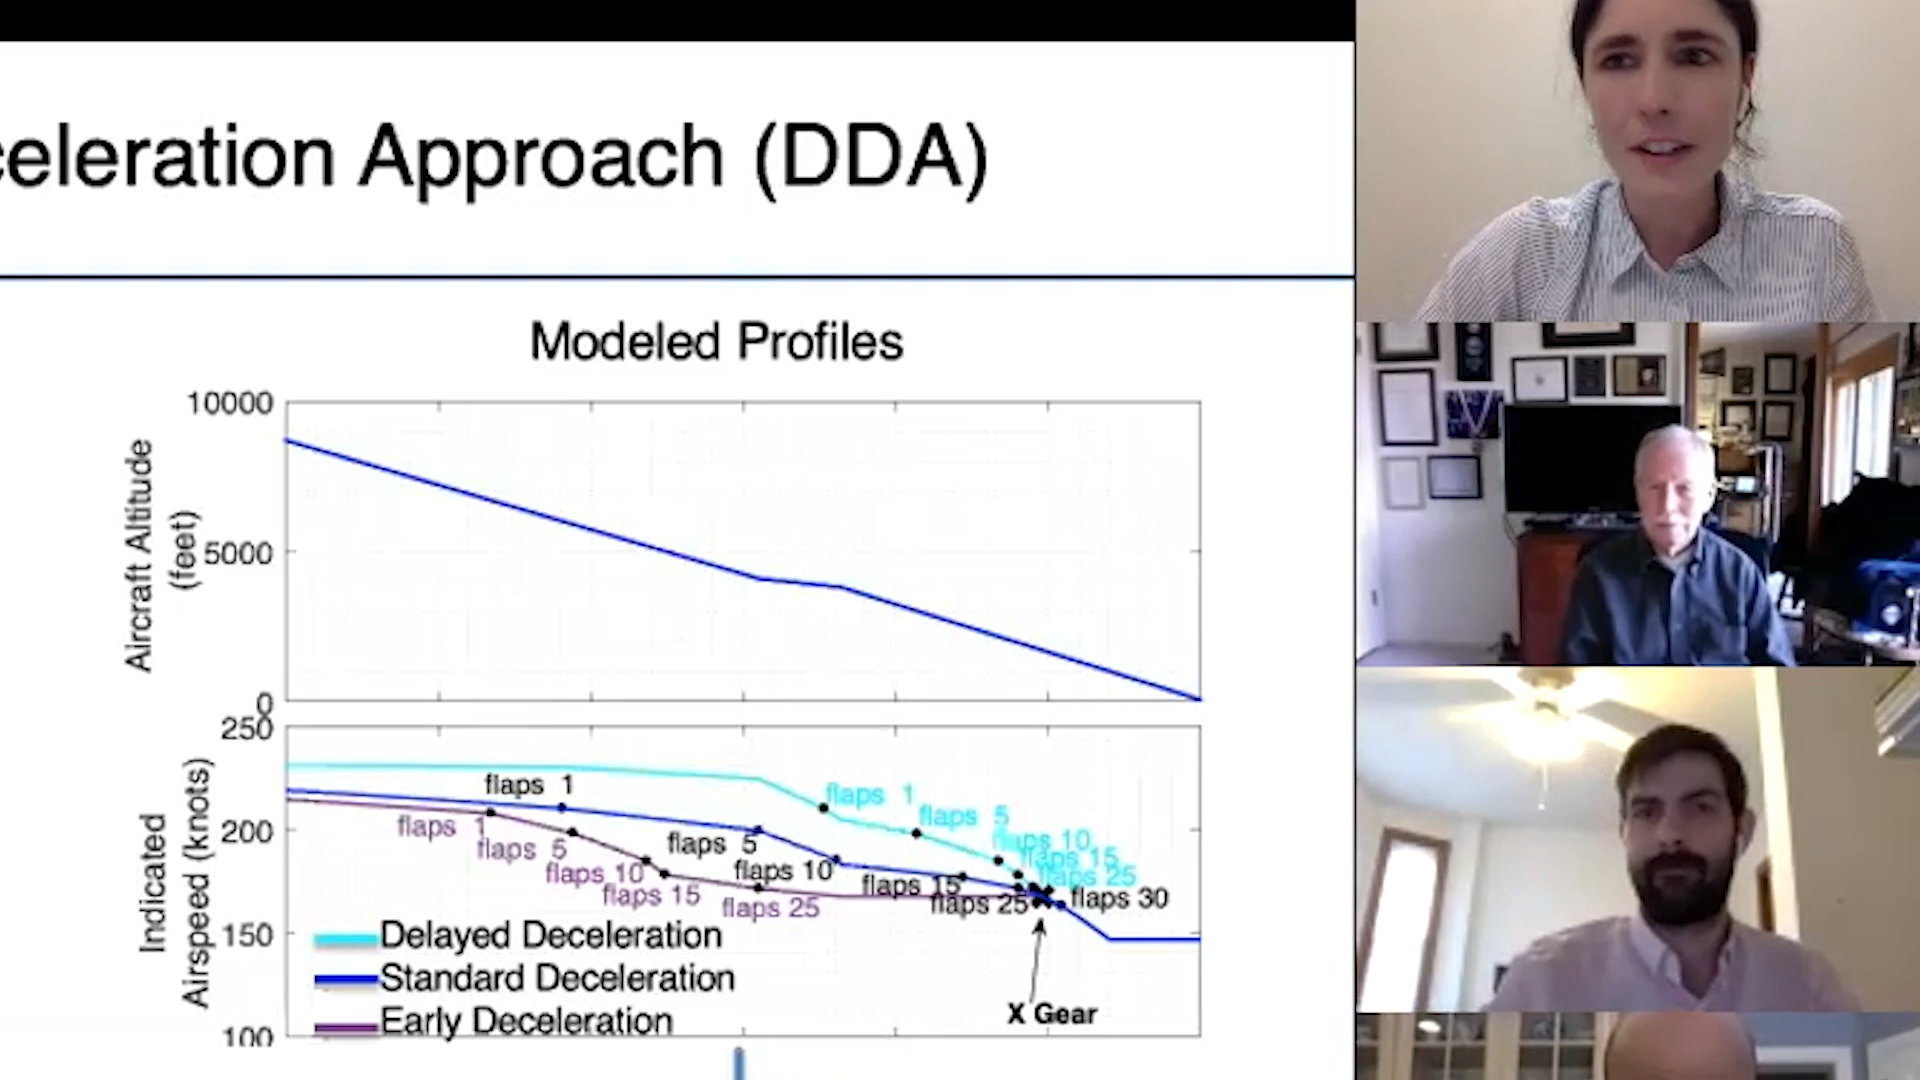 celeration Approach (DDA)
Modeled Profiles
10000
5000
0
Aircraft Altitude
(feet)
250
200
150
100
Indicated
Airspeed (knots)
flaps 1
flaps 5
flaps 10
flaps 15
flaps 25
flaps 1
flaps 5
flaps 10
flaps 15
flaps 25
flaps 30
flaps 1
flaps 5
flaps 10
flaps 15
flaps 25
Delayed Deceleration
Standard Deceleration
Early Deceleration
X Gear